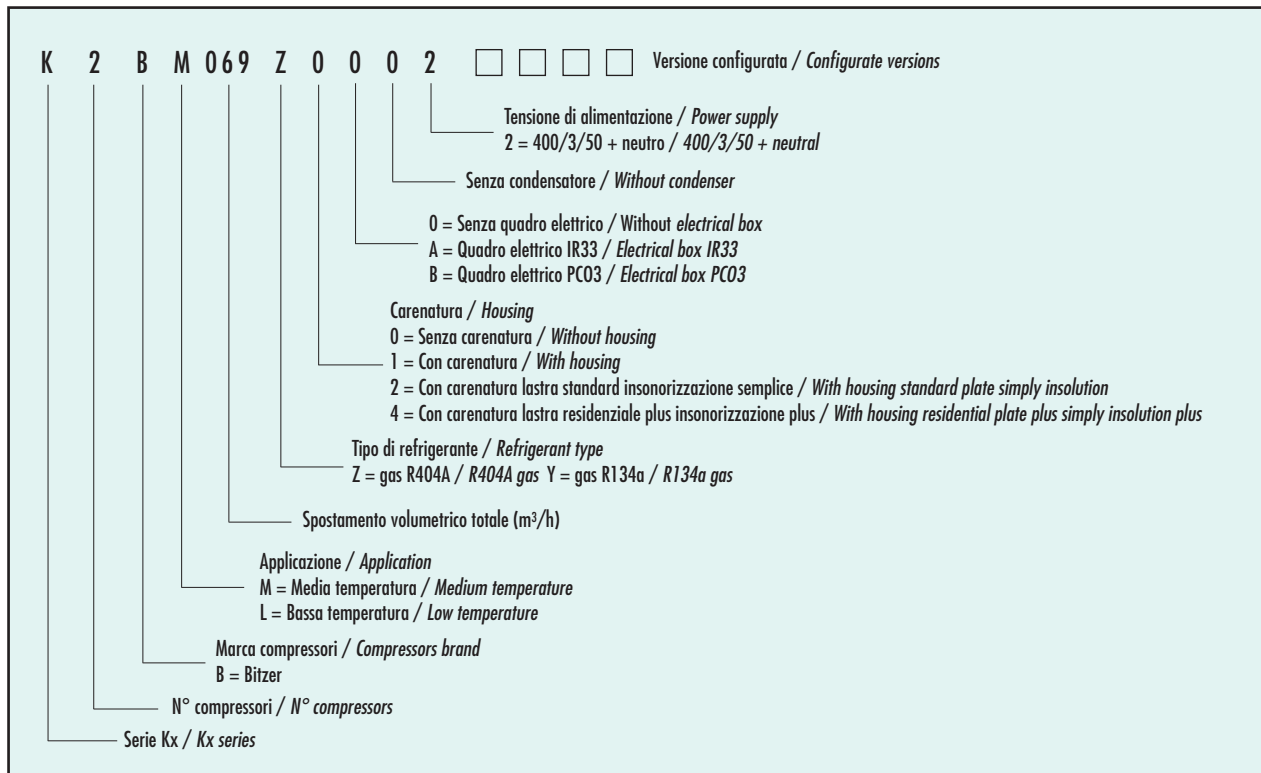 K 2 B M 069 Z 0 0 0 2 Versione configurata / Configurate versions
Tensione di alimentazione / Power supply
2 = 400/3/50 + neutro / 400/3/50 + neutral
Senza condensatore / Without condenser
0 = Senza quadro elettrico / Without electrical box
A = Quadro elettrico IR33 / Electrical box IR33
B = Quadro elettrico PCO3 / Electrical box PCO3
Carenatura / Housing
0 = Senza carenatura / Without housing
1 = Con carenatura / With housing
2 = Con carenatura lastra standard insonorizzazione semplice / With housing standard plate simply insolution
4 = Con carenatura lastra residenziale plus insonorizzazione plus / With housing residential plate plus simply insolution plus
Tipo di refrigerante / Refrigerant type
Z = gas R404A / R404A gas Y = gas R134a / R134a gas
Spostamento volumetrico totale (m³/h)
Applicazione / Application
M = Media temperatura / Medium temperature
L = Bassa temperatura / Low temperature
Marca compressori / Compressors brand
B = Bitzer
N° compressori / N° compressors
Serie Kx / Kx series